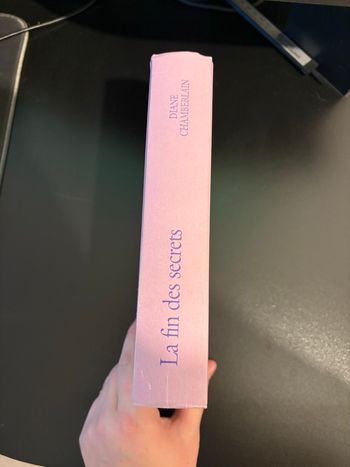 DIANE
CHAMBERLAIN
La fin des secrets